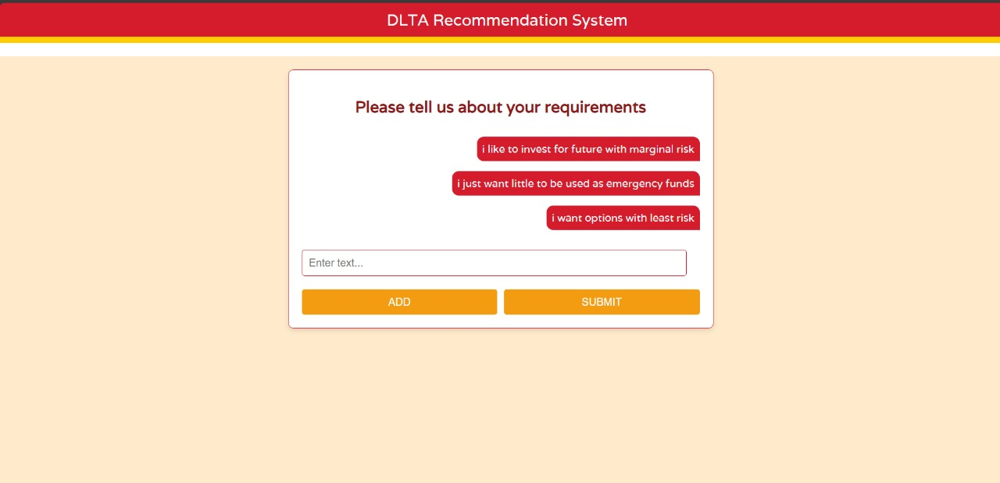 DLTA Recommendation System
Please tell us about your requirements
i like to invest for future with marginal risk
i just want little to be used as emergency funds
i want options with least risk
Enter text...
ADD
SUBMIT